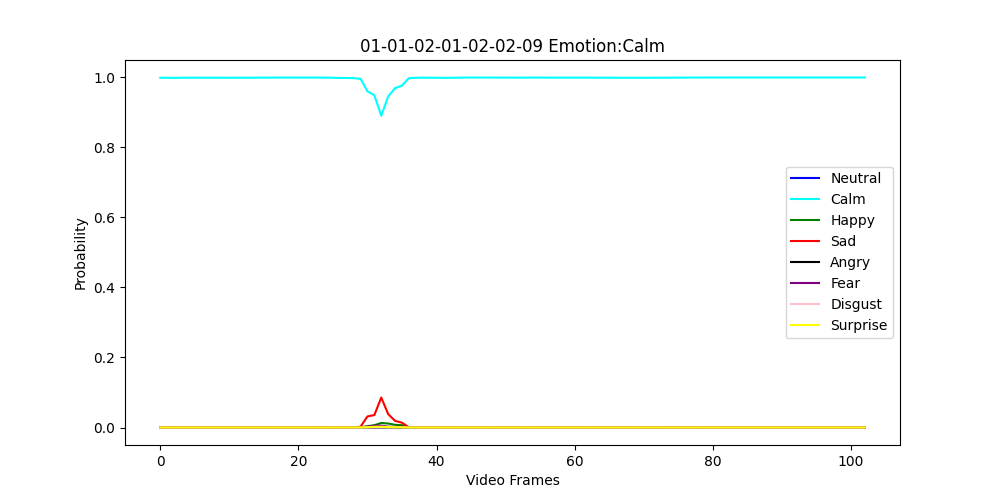 01-01-02-01-02-02-09 Emotion:Calm
1.0
0.8
0.6
0.4
0.2
0.0
Probability
Neutral
Calm
Happy
Sad
Angry
Fear
Disgust
Surprise
0 20 40 60 80 100
Video Frames